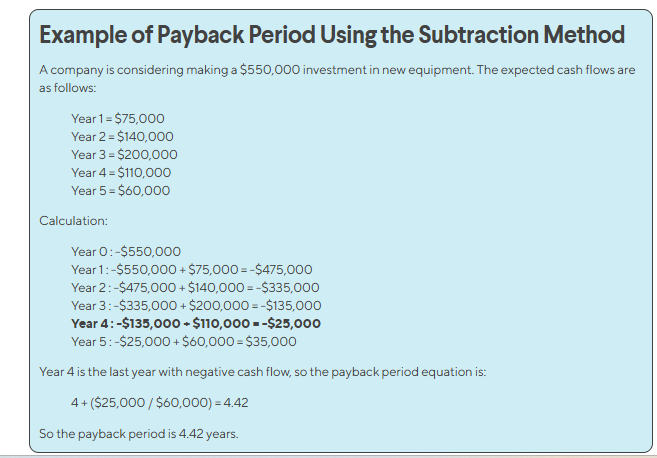 Example of Payback Period Using the Subtraction Method
A company is considering making a $550,000 investment in new equipment. The expected cash flows are
as follows:
Year 1 = $75,000
Year 2 = $140,000
Year 3 = $200,000
Year 4 = $110,000
Year 5 = $60,000
Calculation:
Year 0 : -$550,000
Year 1 : -$550,000 + $75,000 = -$475,000
Year 2 : -$475,000 + $140,000 = -$335,000
Year 3 : -$335,000 + $200,000 = -$135,000
Year 4 : -$135,000 + $110,000 = -$25,000
Year 5 : -$25,000 + $60,000 = $35,000
Year 4 is the last year with negative cash flow, so the payback period equation is:
4 + ($25,000 / $60,000) = 4.42
So the payback period is 4.42 years.